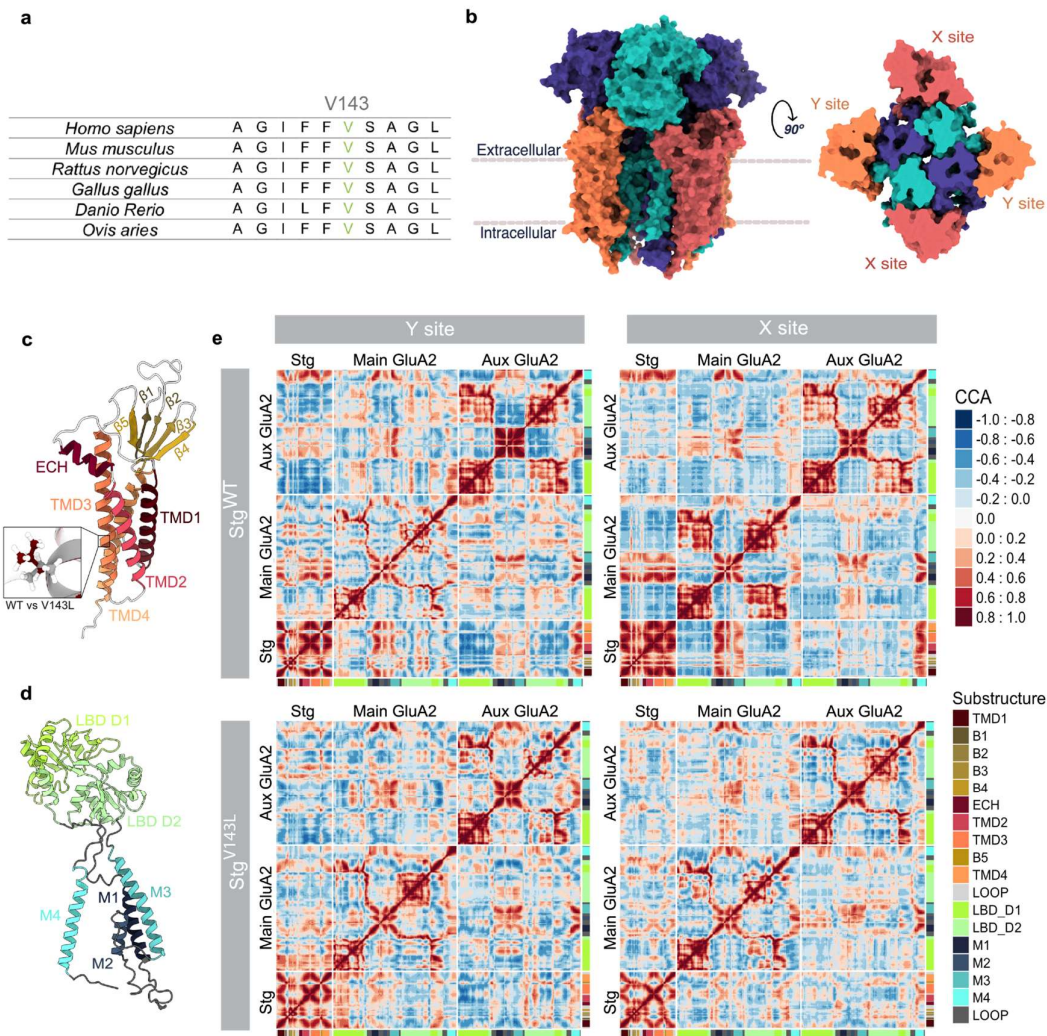 a
V143
Homo sapiens A G I F F V S A G L
Mus musculus A G I F F V S A G L
Rattus norvegicus A G I F F V S A G L
Gallus gallus A G I F F V S A G L
Danio Rerio A G I L F V S A G L
Ovis aries A G I F F V S A G L
b
X site
Y site
90º
Extracellular
Intracellular
Y site
X site
c
β1
β2
β5
β3
β4
ECH
TMD3
TMD1
TMD2
WT vs V143L
TMD4
d
LBD D1
LBD D2
M1
M3
M4
M2
e
Y site
X site
Stg Main GluA2 Aux GluA2
Stg Main GluA2 Aux GluA2
Stg WT
Aux GluA2
Main GluA2
Stg
Stg Main GluA2 Aux GluA2
Stg Main GluA2 Aux GluA2
Stg V143L
Aux GluA2
Main GluA2
Stg
CCA
-1.0 : -0.8
-0.8 : -0.6
-0.6 : -0.4
-0.4 : -0.2
-0.2 : 0.0
0.0
0.0 : 0.2
0.2 : 0.4
0.4 : 0.6
0.6 : 0.8
0.8 : 1.0
Substructure
TMD1
B1
B2
B3
B4
ECH
TMD2
TMD3
B5
TMD4
LOOP
LBD_D1
LBD_D2
M1
M2
M3
M4
LOOP